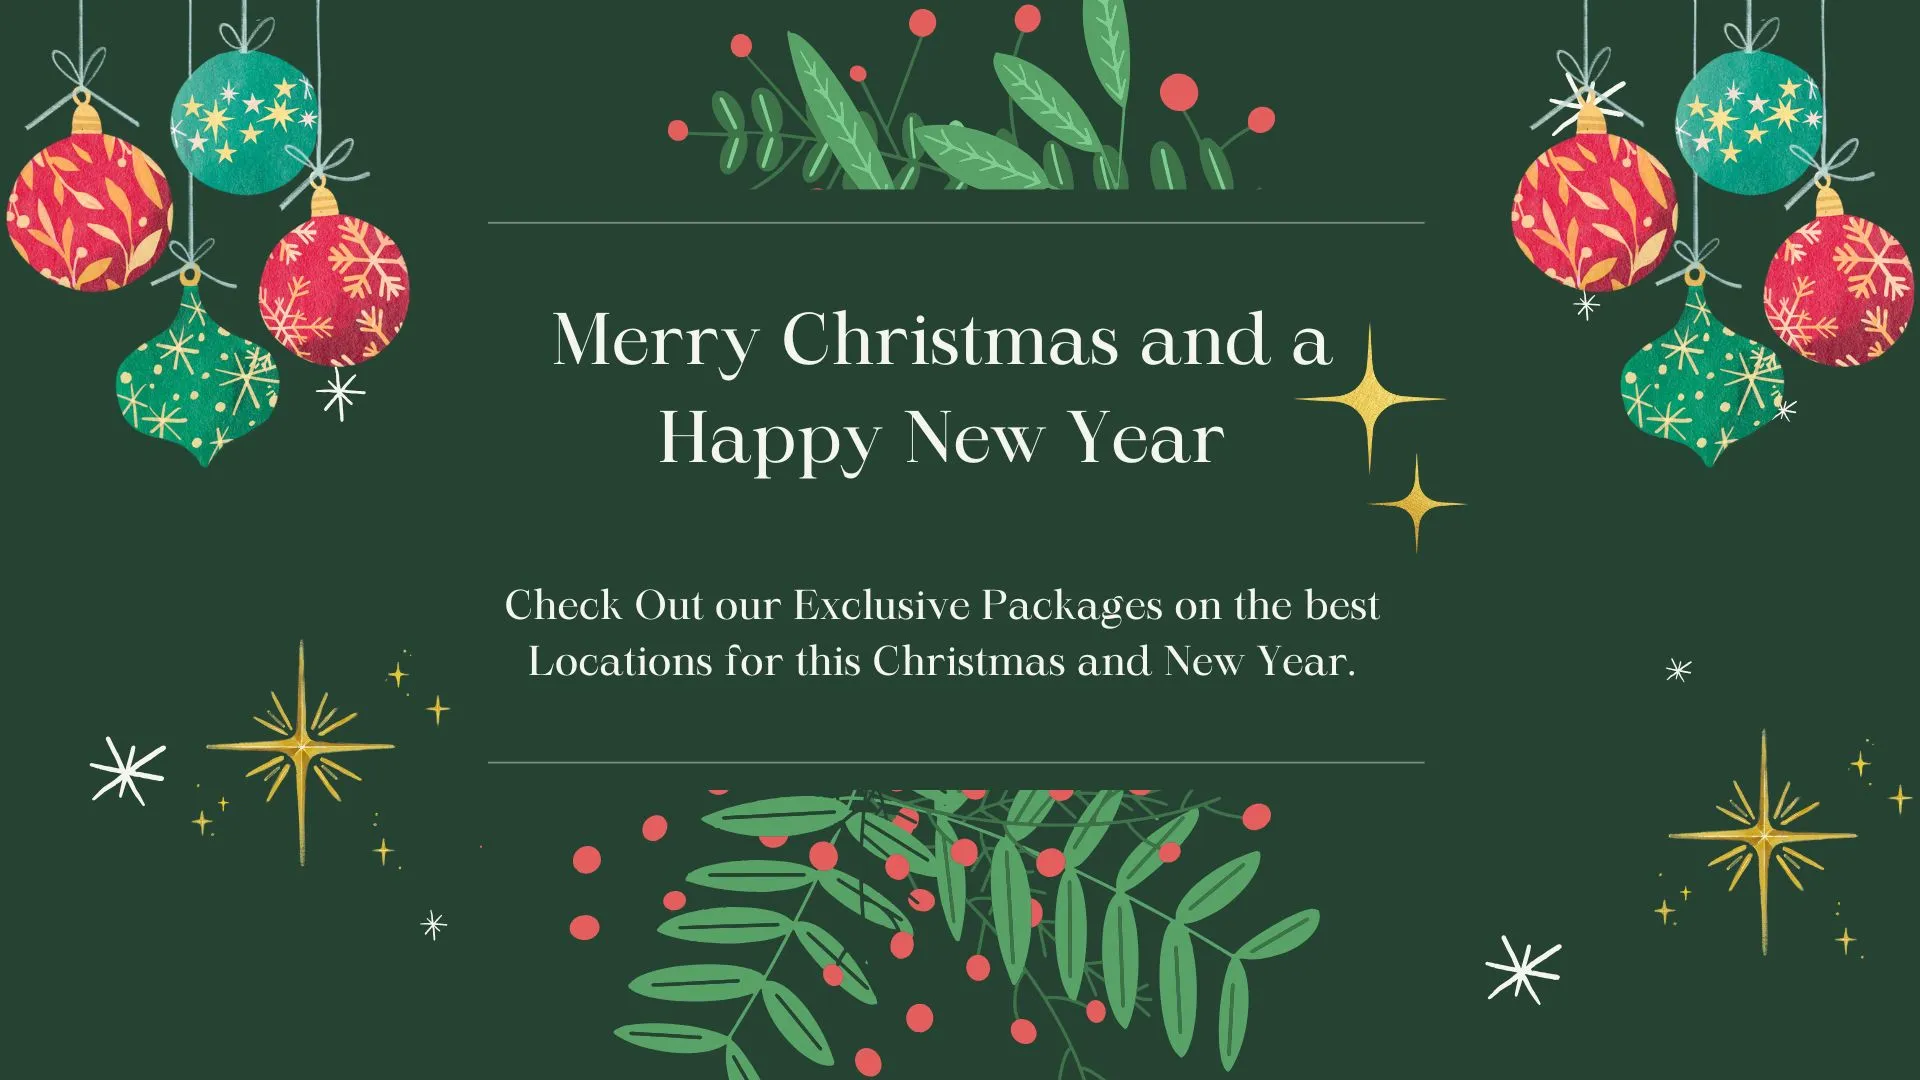 Merry Christmas and a
Happy New Year
Check Out our Exclusive Packages on the best
Locations for this Christmas and New Year.